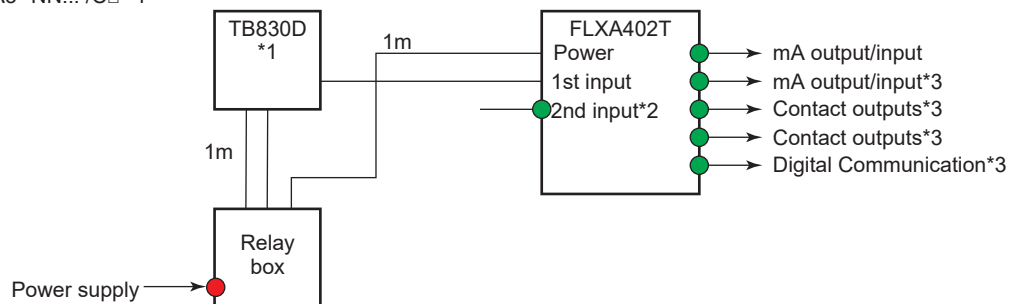 TB830D
*1
1m
FLXA402T
Power
1st input
2nd input*2
mA output/input
mA output/input*3
Contact outputs*3
Contact outputs*3
Digital Communication*3
1m
Relay
box
Power supply